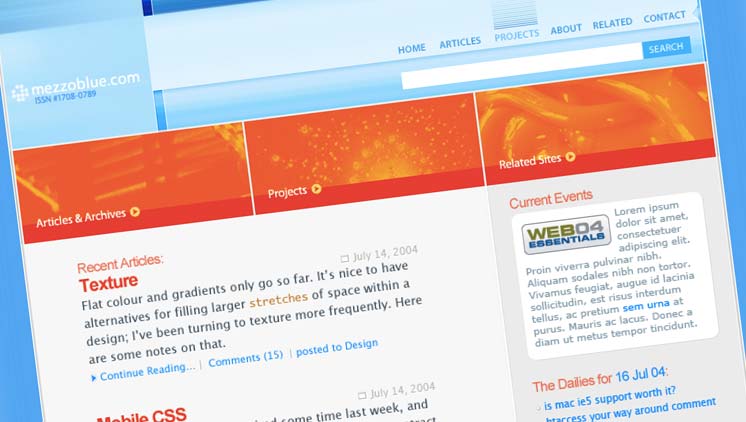 mezzoblue.com
ISSN #1708-0789
HOME ARTICLES PROJECTS ABOUT RELATED CONTACT
SEARCH
Articles & Archives
Projects
Related Sites
Recent Articles:
July 14, 2004
Texture
Flat colour and gradients only go so far. It's nice to have
alternatives for filling larger stretches of space within a
design; I've been turning to texture more frequently. Here
are some notes on that.
Continue Reading... | Comments (15) | posted to Design
July 14, 2004
Mobile CSS
some time last week, and
Current Events
WEB04
ESSENTIALS
Lorem ipsum
dolor sit amet,
consectetuer
adipiscing elit.
Proin viverra pulvinar nibh.
Aliquam sodales nibh non tortor.
Vivamus feugiat, augue id lacinia
sollicitudin, est risus interdum
tellus, ac pretium sem urna at
purus. Mauris ac lacus. Donec a
diam ut metus tempor tincidunt.
The Dailies for 16 Jul 04:
is mac ie5 support worth it?
htaccess your way around comment